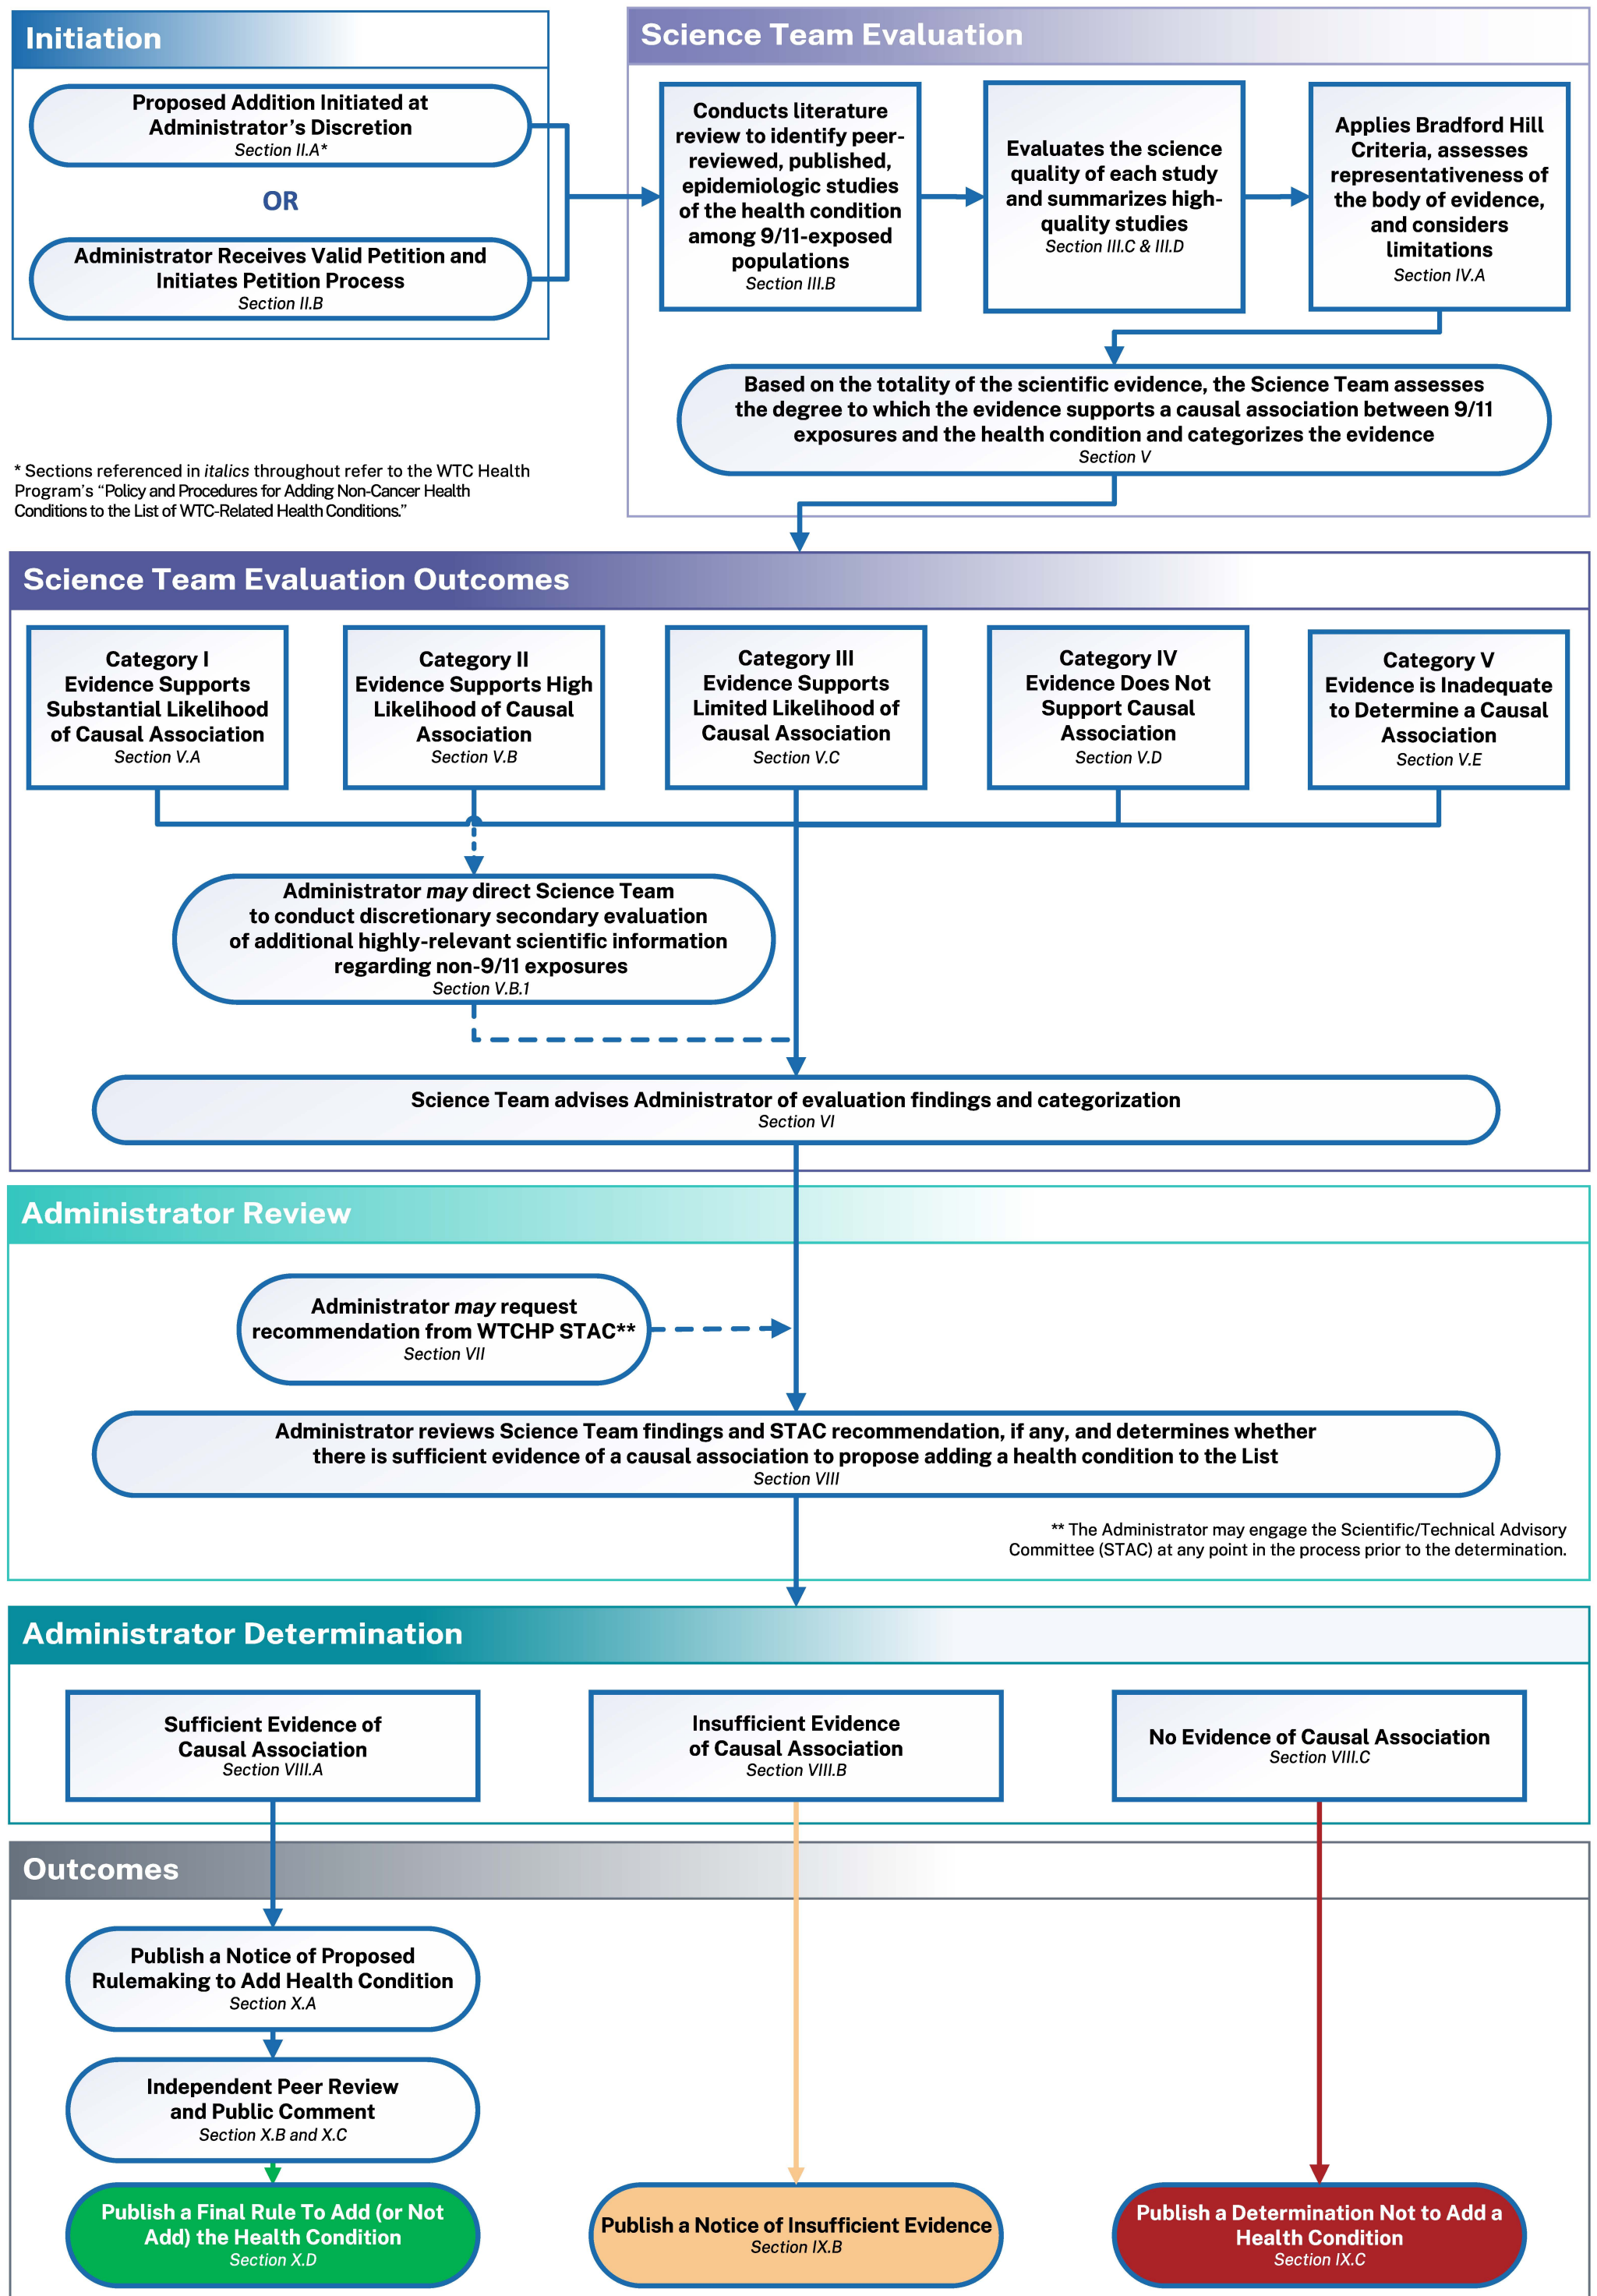 Initiation
Proposed Addition Initiated at
Administrator's Discretion
Section II.A*
OR
Administrator Receives Valid Petition and
Initiates Petition Process
Section II.B
Science Team Evaluation
Conducts literature
review to identify peer-
reviewed, published,
epidemiologic studies
of the health condition
among 9/11-exposed
populations
Section III.B
Evaluates the science
quality of each study
and summarizes high-
quality studies
Section III.C & III.D
Applies Bradford Hill
Criteria, assesses
representativeness of
the body of evidence,
and considers
limitations
Section IV.A
Based on the totality of the scientific evidence, the Science Team assesses
the degree to which the evidence supports a causal association between 9/11
exposures and the health condition and categorizes the evidence
Section V
* Sections referenced in italics throughout refer to the WTC Health
Program's “Policy and Procedures for Adding Non-Cancer Health
Conditions to the List of WTC-Related Health Conditions.”
Science Team Evaluation Outcomes
Category I
Evidence Supports
Substantial Likelihood
of Causal Association
Section V.A
Category II
Evidence Supports High
Likelihood of Causal
Association
Section V.B
Category III
Evidence Supports
Limited Likelihood of
Causal Association
Section V.C
Category IV
Evidence Does Not
Support Causal
Association
Section V.D
Category V
Evidence is Inadequate
to Determine a Causal
Association
Section V.E
Administrator may direct Science Team
to conduct discretionary secondary evaluation
of additional highly-relevant scientific information
regarding non-9/11 exposures
Section V.B.1
Science Team advises Administrator of evaluation findings and categorization
Section VI
Administrator Review
Administrator may request
recommendation from WTCHP STAC**
Section VII
Administrator reviews Science Team findings and STAC recommendation, if any, and determines whether
there is sufficient evidence of a causal association to propose adding a health condition to the List
Section VIII
** The Administrator may engage the Scientific/Technical Advisory
Committee (STAC) at any point in the process prior to the determination.
Administrator Determination
Sufficient Evidence of
Causal Association
Section VIII.A
Insufficient Evidence
of Causal Association
Section VIII.B
No Evidence of Causal Association
Section VIII.C
Outcomes
Publish a Notice of Proposed
Rulemaking to Add Health Condition
Section X.A
Independent Peer Review
and Public Comment
Section X.B and X.C
Publish a Final Rule To Add (or Not
Add) the Health Condition
Section X.D
Publish a Notice of Insufficient Evidence
Section IX.B
Publish a Determination Not to Add a
Health Condition
Section IX.C